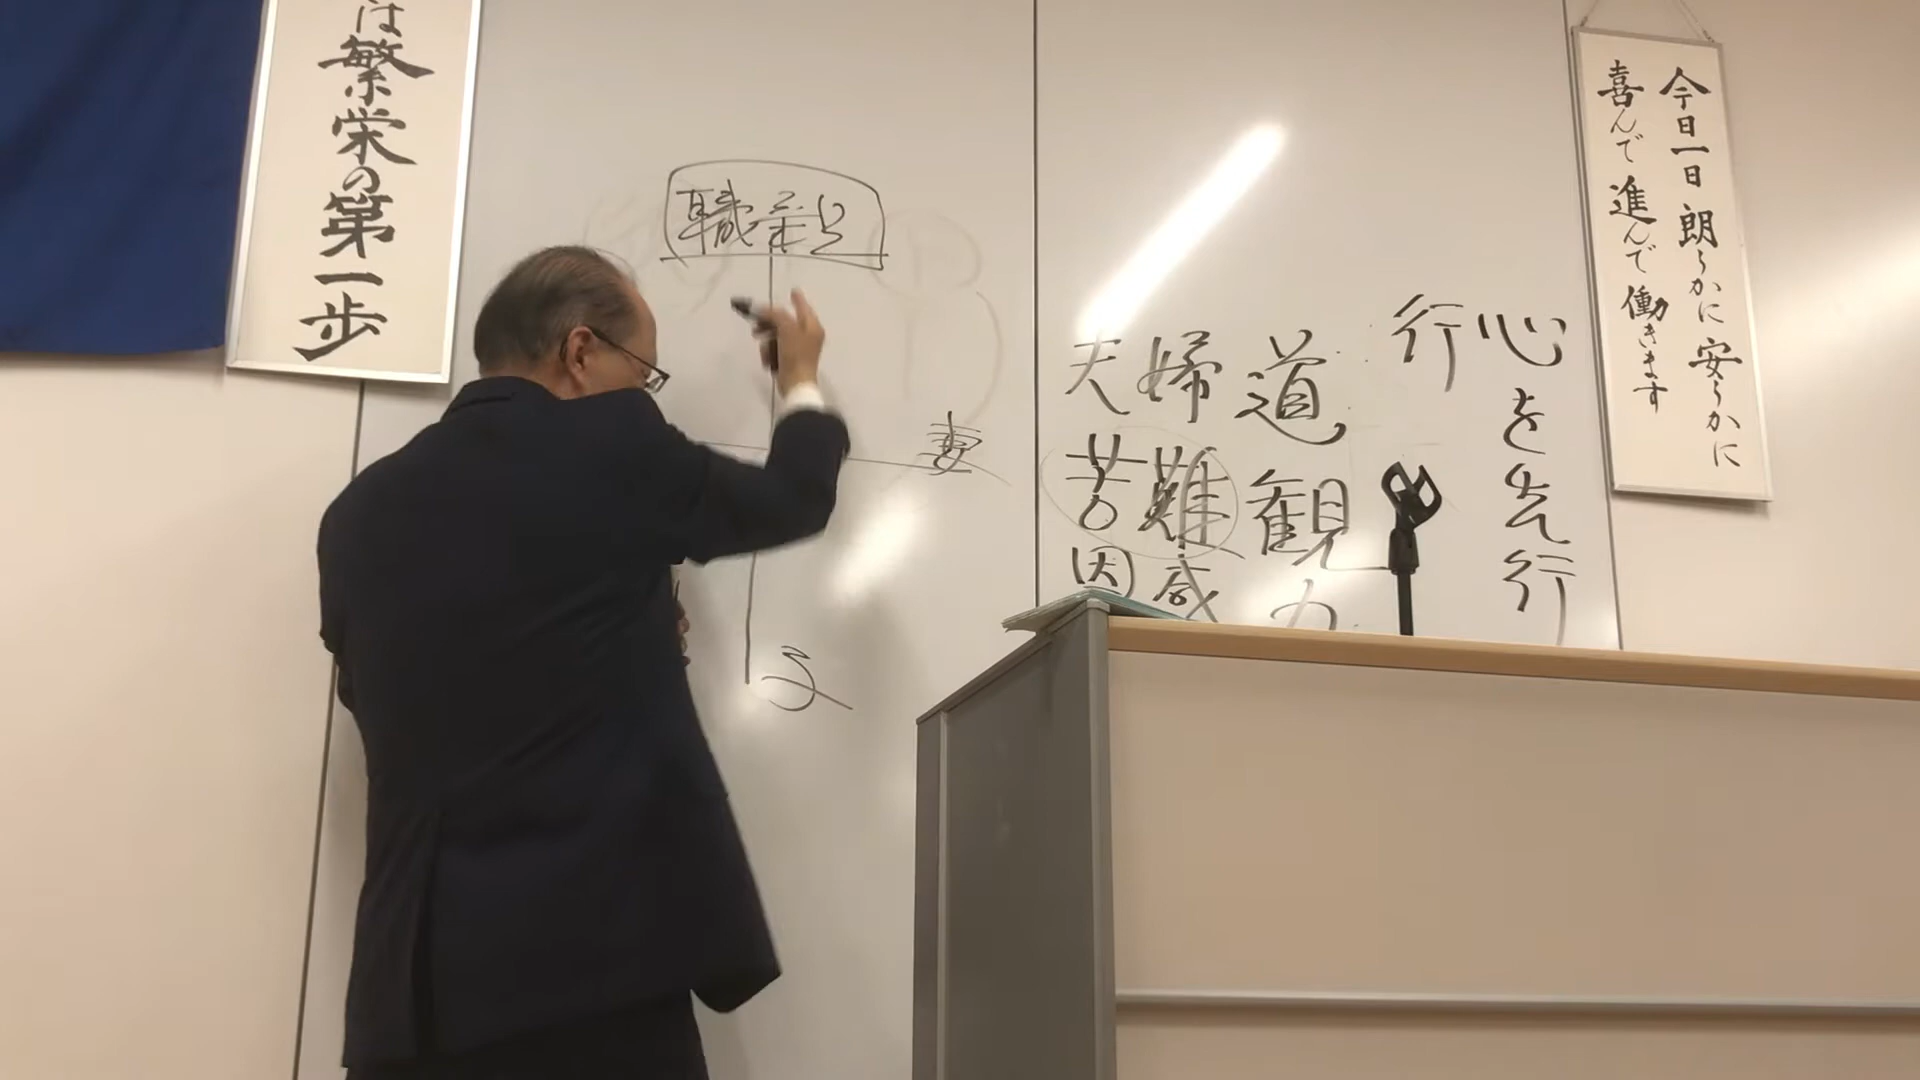 は繁栄の第一歩
今日一日 朗らかに安らかに
喜んで進んで働きます
心を先行
行
道観力
婦難感
夫苦因
職業
妻
子